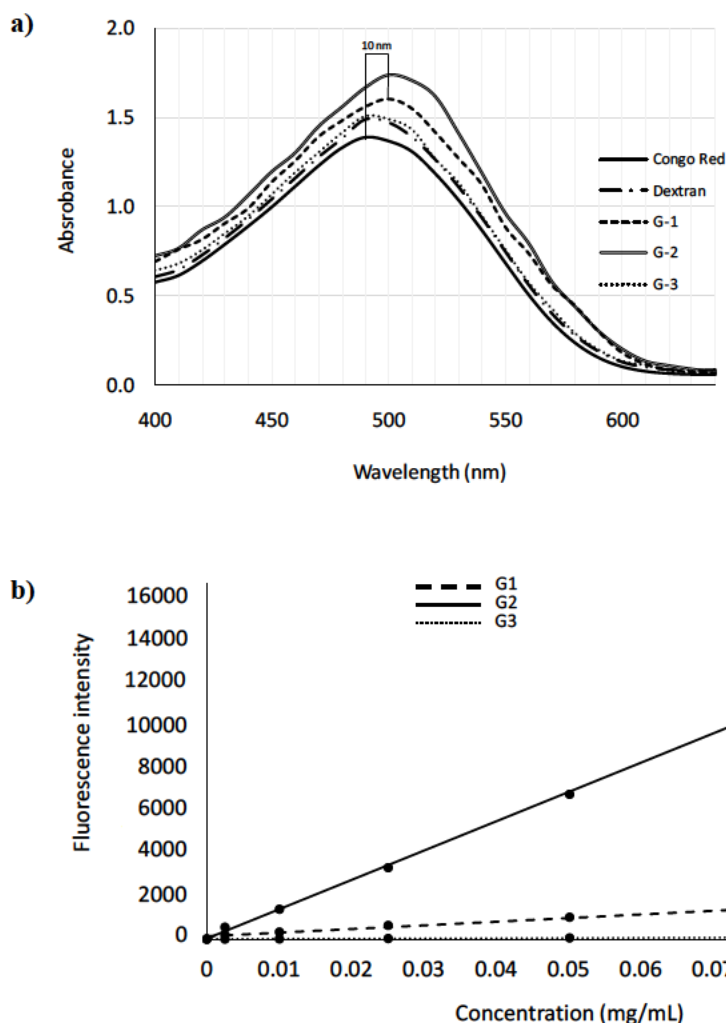 a)
2.0
1.5
1.0
0.5
0.0
10 nm
Absrobance
Congo Red
Dextran
G-1
G-2
G-3
400 450 500 550 600
Wavelength (nm)
b)
G1
G2
G3
16000
14000
12000
10000
8000
6000
4000
2000
0
Fluorescence intensity
0 0.01 0.02 0.03 0.04 0.05 0.06 0.07
Concentration (mg/mL)